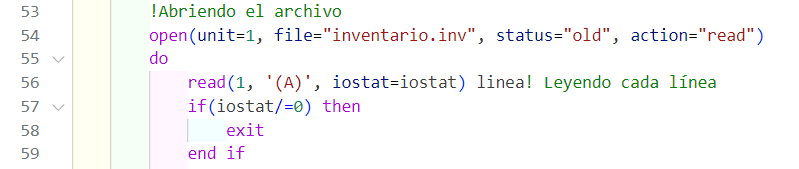 53 !Abriendo el archivo
54 open(unit=1, file="inventario.inv", status="old", action="read")
55 do
56 read(1, '(A)', iostat=iostat) linea! Leyendo cada línea
57 if(iostat/=0) then
58 exit
59 end if